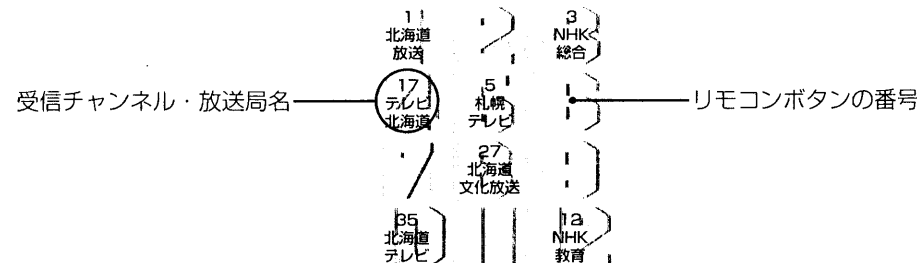 1
北海道
放送
3
NHK
総合
受信チャンネル・放送局名
17
テレビ
北海道
5
札幌
テレビ
リモコンボタンの番号
27
北海道
文化放送
35
北海道
テレビ
12
NHK
教育